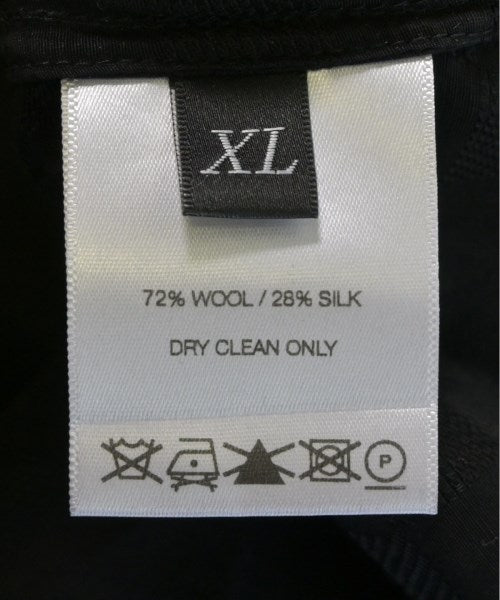 XL
72% WOOL / 28% SILK
DRY CLEAN ONLY
P